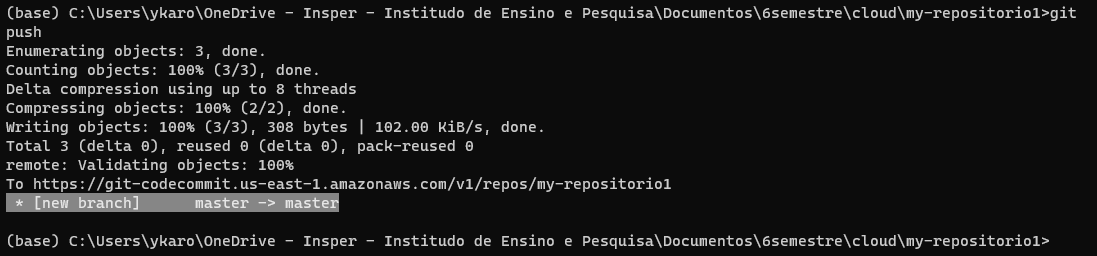 (base) C:\Users\ykaro\OneDrive - Insper - Institudo de Ensino e Pesquisa\Documentos\6semestre\cloud\my-repositorio1>git
push
Enumerating objects: 3, done.
Counting objects: 100% (3/3), done.
Delta compression using up to 8 threads
Compressing objects: 100% (2/2), done.
Writing objects: 100% (3/3), 308 bytes | 102.00 KiB/s, done.
Total 3 (delta 0), reused 0 (delta 0), pack-reused 0
remote: Validating objects: 100%
To https://git-codecommit.us-east-1.amazonaws.com/v1/repos/my-repositorio1
 * [new branch]      master -> master
(base) C:\Users\ykaro\OneDrive - Insper - Institudo de Ensino e Pesquisa\Documentos\6semestre\cloud\my-repositorio1>